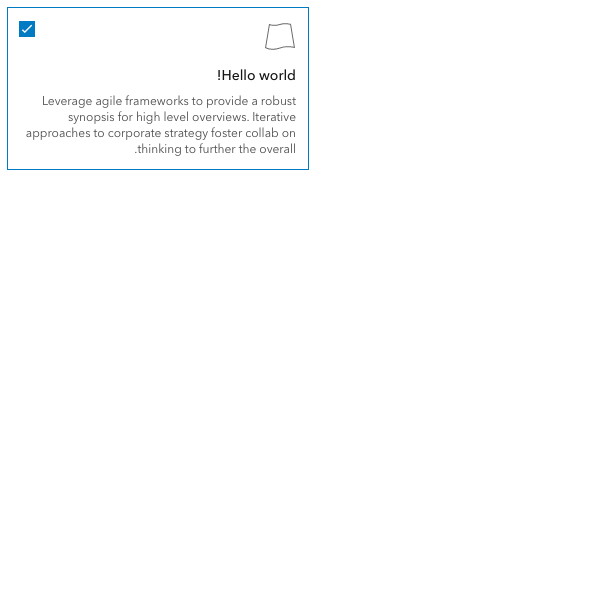 !Hello world
Leverage agile frameworks to provide a robust
synopsis for high level overviews. Iterative
approaches to corporate strategy foster collab on
.thinking to further the overall